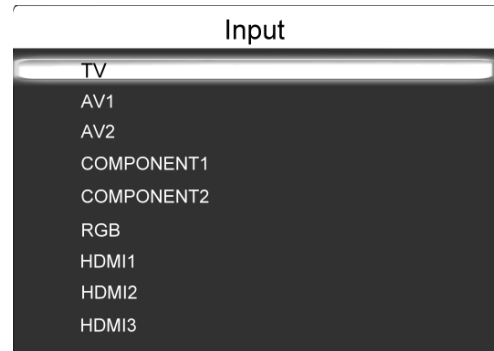 Input
TV
AV1
AV2
COMPONENT1
COMPONENT2
RGB
HDMI1
HDMI2
HDMI3